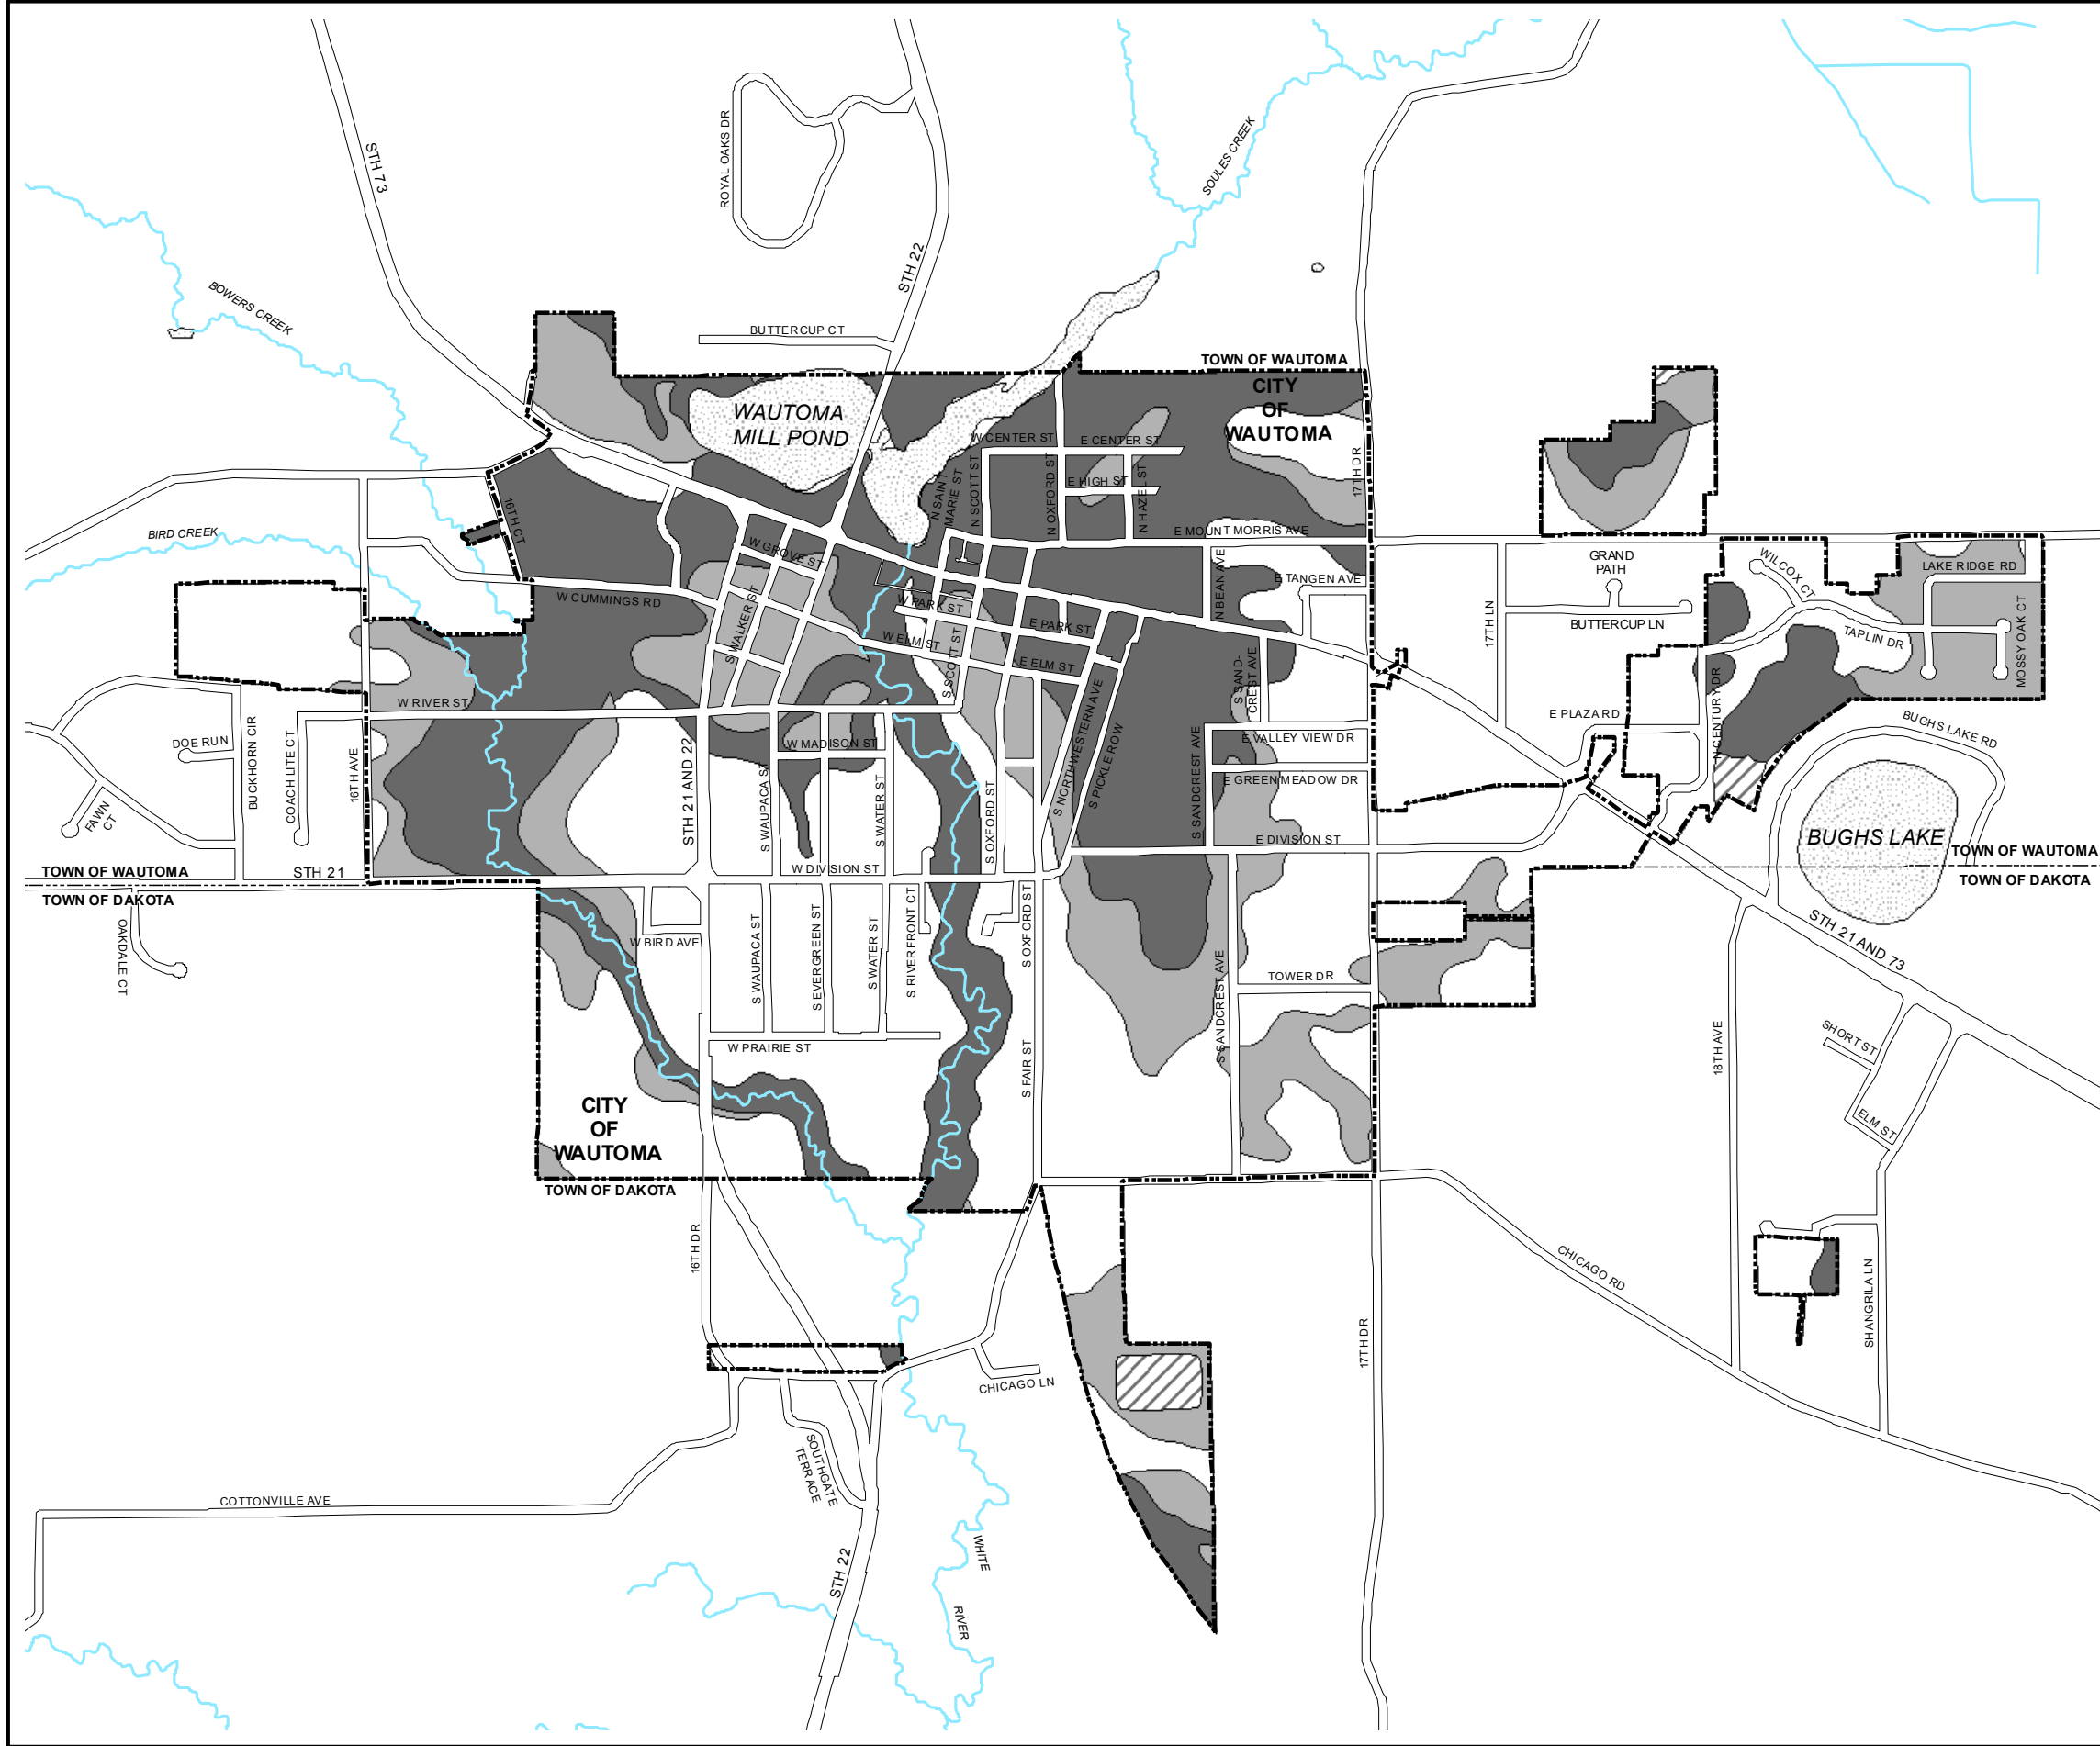 STH 73
ROYAL OAKS DR
SOULES CREEK
STH 22
BOWERS CREEK
BUTTERCUP CT
TOWN OF WAUTOMA
CITY
OF
WAUTOMA
WAUTOMA
MILL POND
W CENTER ST
E CENTER ST
N SAINT
MARIE ST
N SCOTT ST
N OXFORD ST
E HIGH ST
N HAZEL ST
17TH DR
16TH CT
BIRD CREEK
E MOUNT MORRIS AVE
W GROVE ST
GRAND
PATH
WILCOX CT
LAKE RIDGE RD
N BEAN AVE
E TANGEN AVE
W CUMMINGS RD
S WALKER ST
W PARK ST
E PARK ST
17TH LN
BUTTERCUP LN
TAPLIN DR
MOSSY OAK CT
W ELM ST
S SCOTT ST
E ELM ST
S SAND-
CREST AVE
N CENTURY DR
W RIVER ST
E PLAZA RD
BUGHS LAKE RD
DOE RUN
BUCKHORN CIR
COACHLITE CT
16TH AVE
STH 21 AND 22
W MADISON ST
S WAUPACA ST
S WATER ST
S OXFORD ST
S NORTHWESTERN AVE
S PICKLE ROW
S SANDCREST AVE
E VALLEY VIEW DR
E GREEN MEADOW DR
FAWN
CT
E DIVISION ST
BUGHS LAKE
TOWN OF WAUTOMA
STH 21
W DIVISION ST
TOWN OF WAUTOMA
TOWN OF DAKOTA
TOWN OF DAKOTA
OAKDALE CT
W BIRD AVE
S WAUPACA ST
S EVERGREEN ST
S WATER ST
S RIVERFRONT CT
S OXFORD ST
S SANDCREST AVE
TOWER DR
STH 21 AND 73
W PRAIRIE ST
S FAIR ST
18TH AVE
SHORT ST
ELM ST
CITY
OF
WAUTOMA
TOWN OF DAKOTA
16TH DR
CHICAGO RD
SHANGRILA LN
17TH DR
CHICAGO LN
SOUTHGATE
TERRACE
COTTONVILLE AVE
STH 22
WHITE
RIVER